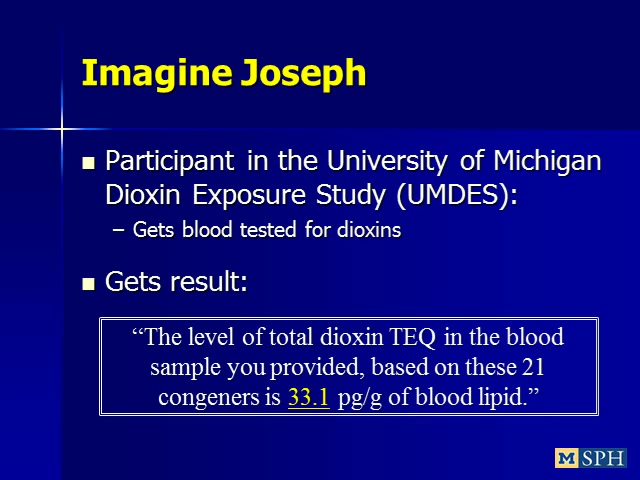 Imagine Joseph
■ Participant in the University of Michigan
Dioxin Exposure Study (UMDES):
– Gets blood tested for dioxins
■ Gets result:
“The level of total dioxin TEQ in the blood
sample you provided, based on these 21
congeners is 33.1 pg/g of blood lipid.”
M SPH